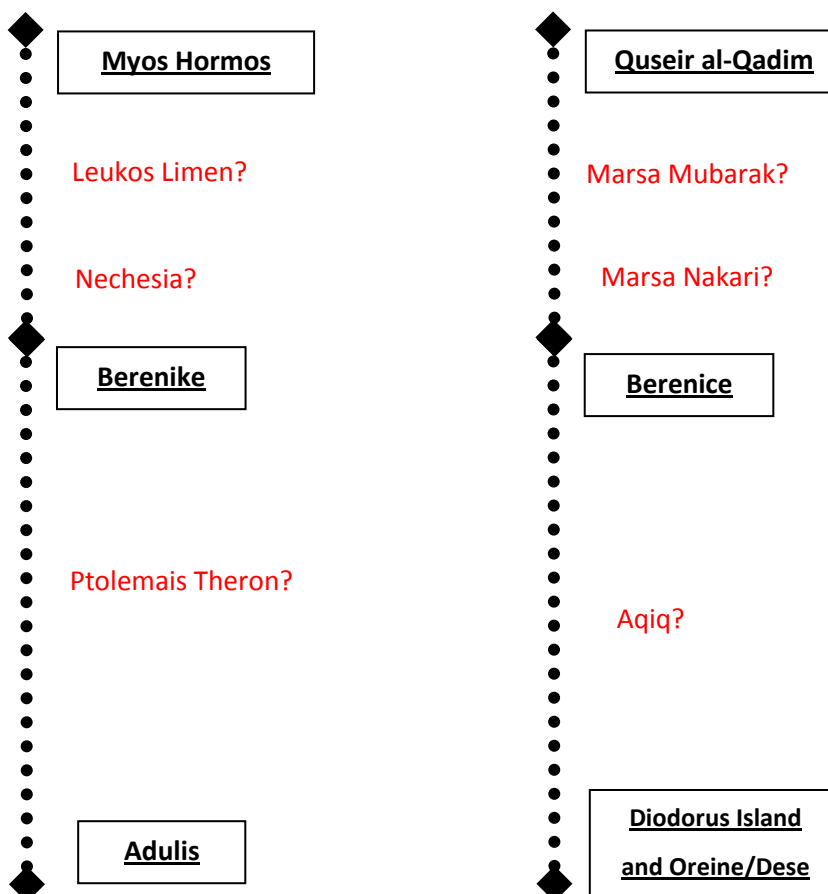 Myos Hormos
Leukos Limen?
Nechesia?
Berenike
Ptolemais Theron?
Adulis
Quseir al-Qadim
Marsa Mubarak?
Marsa Nakari?
Berenice
Aqiq?
Diodorus Island
and Oreine/Dese